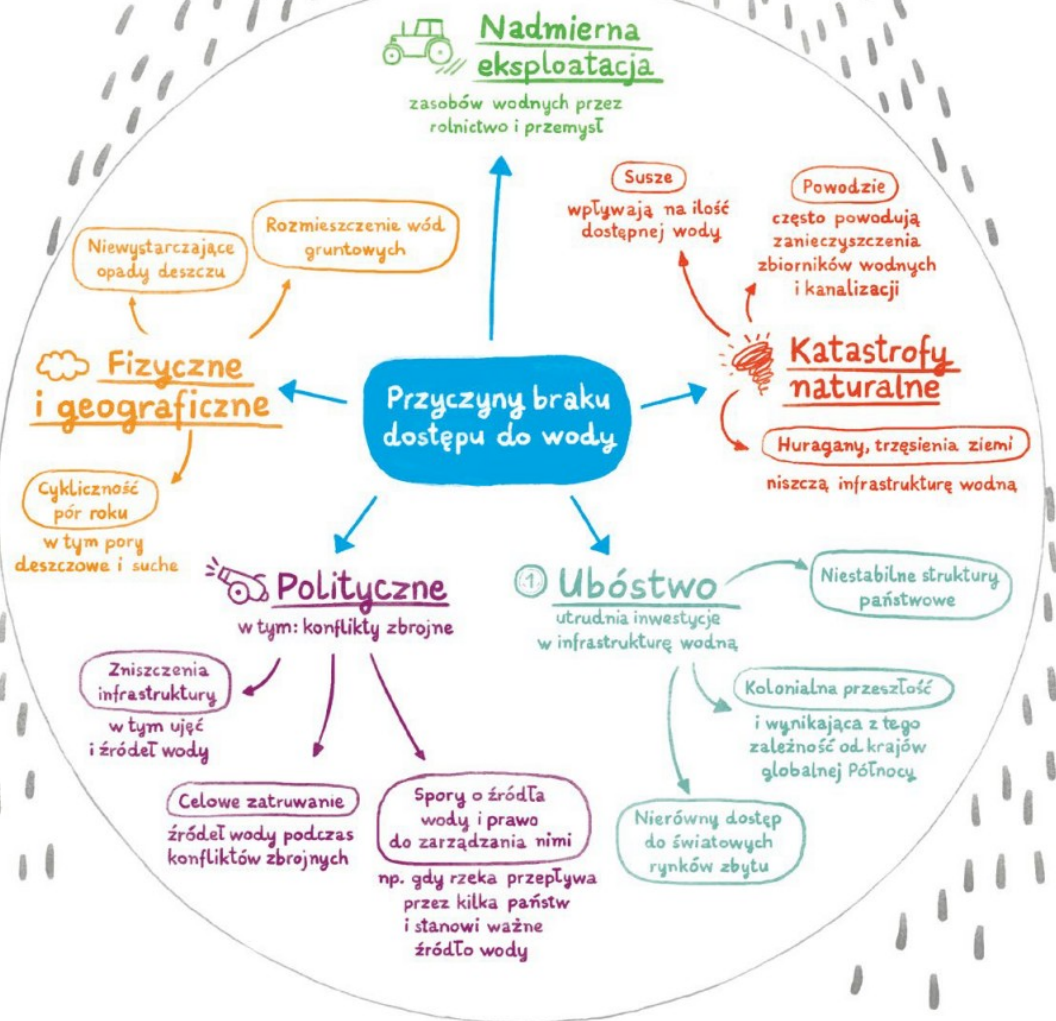 Nadmierna
eksploatacja
zasobów wodnych przez
rolnictwo i przemysł
Susze
wpływają na ilość
dostępnej wody
Powodzie
często powodują
zanieczyszczenia
zbiorników wodnych
i kanalizacji
Niewystarczające
opady deszczu
Rozmieszczenie wód
gruntowych
Fizyczne
i geograficzne
Przyczyny braku
dostępu do wody
Katastrofy
naturalne
Huragany, trzęsienia ziemi
niszczą infrastrukturę wodną
Cykliczność
pór roku
w tym pory
deszczowe i suche
Polityczne
w tym: konflikty zbrojne
Zniszczenia
infrastruktury
w tym ujęć
i źródeł wody
Celowe zatruwanie
źródeł wody podczas
konfliktów zbrojnych
Spory o źródła
wody i prawo
do zarządzania nimi
np. gdy rzeka przepływa
przez kilka państw
i stanowi ważne
źródło wody
1
Ubóstwo
utrudnia inwestycje
w infrastrukturę wodną
Niestabilne struktury
państwowe
Kolonialna przeszłość
i wynikająca z tego
zależność od krajów
globalnej Północy
Nierówny dostęp
do światowych
rynków zbytu